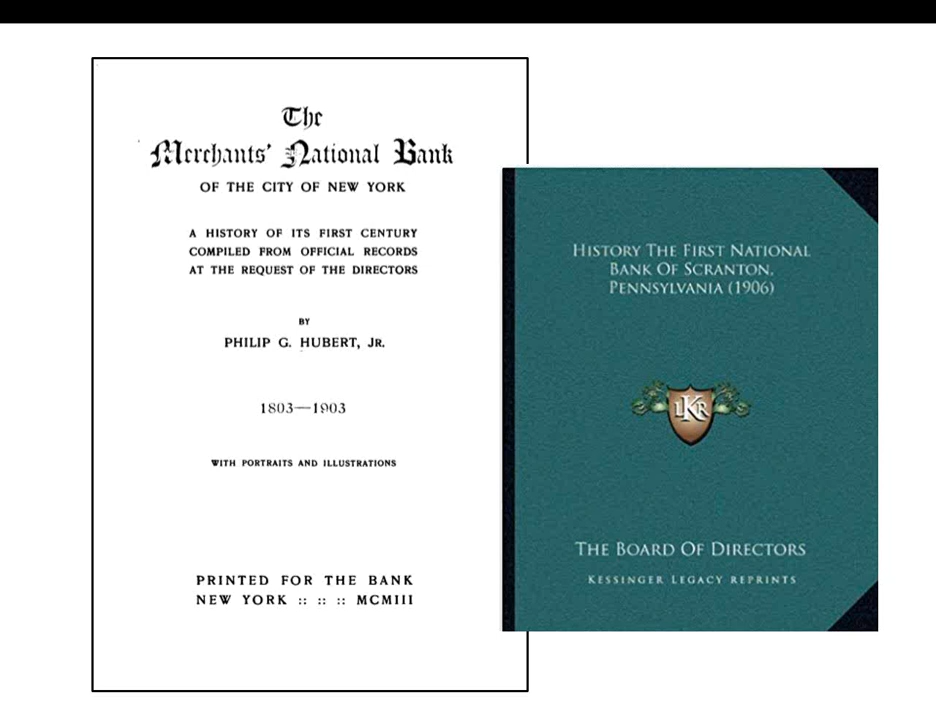 The
Merchants' National Bank
OF THE CITY OF NEW YORK
A HISTORY OF ITS FIRST CENTURY
COMPILED FROM OFFICIAL RECORDS
AT THE REQUEST OF THE DIRECTORS
BY
PHILIP G. HUBERT, JR.
1803—1903
WITH PORTRAITS AND ILLUSTRATIONS
PRINTED FOR THE BANK
NEW YORK :: :: :: MCMIII
HISTORY THE FIRST NATIONAL
BANK OF SCRANTON,
PENNSYLVANIA (1906)
LKR
THE BOARD OF DIRECTORS
KESSINGER LEGACY REPRINTS